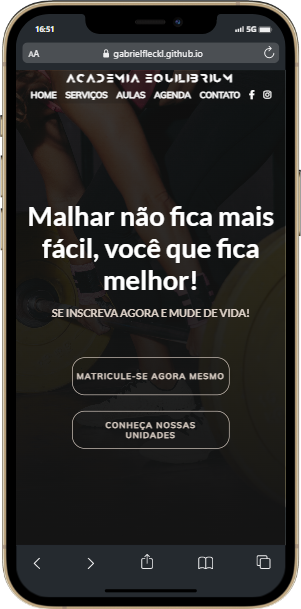 16:51 5G
AA gabrielfleckl.github.io
ACADEMIA EQUILIBRIUM
HOME SERVIÇOS AULAS AGENDA CONTATO
Malhar não fica mais
fácil, você que fica
melhor!
SE INSCREVA AGORA E MUDE DE VIDA!
MATRICULE-SE AGORA MESMO
CONHEÇA NOSSAS
UNIDADES